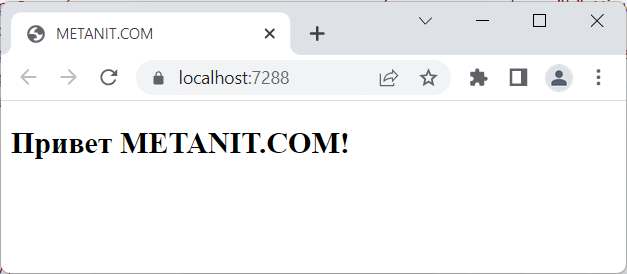 METANIT.COM
localhost:7288
Привет METANIT.COM!